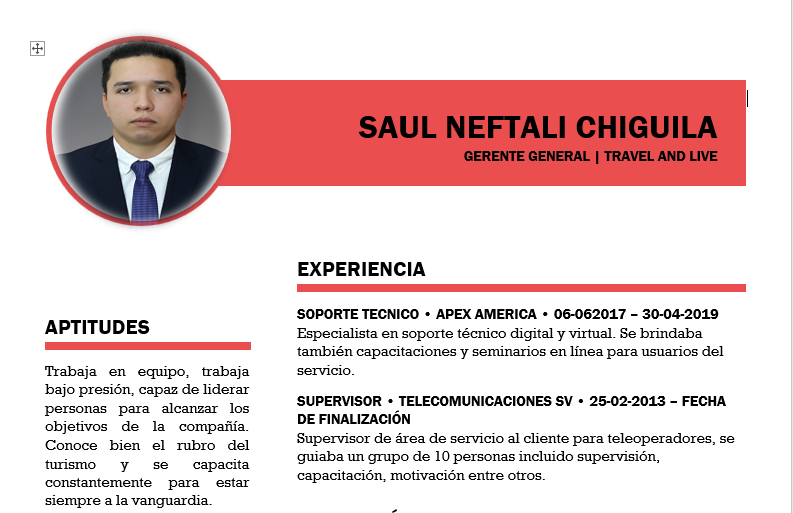 SAUL NEFTALI CHIGUILA
GERENTE GENERAL | TRAVEL AND LIVE
APTITUDES
Trabaja en equipo, trabaja
bajo presión, capaz de liderar
personas para alcanzar los
objetivos de la compañía.
Conoce bien el rubro del
turismo y se capacita
constantemente para estar
siempre a la vanguardia.
EXPERIENCIA
SOPORTE TECNICO • APEX AMERICA • 06-062017 – 30-04-2019
Especialista en soporte técnico digital y virtual. Se brindaba
también capacitaciones y seminarios en línea para usuarios del
servicio.
SUPERVISOR • TELECOMUNICACIONES SV • 25-02-2013 – FECHA
DE FINALIZACIÓN
Supervisor de área de servicio al cliente para teleoperadores, se
guiaba un grupo de 10 personas incluido supervisión,
capacitación, motivación entre otros.